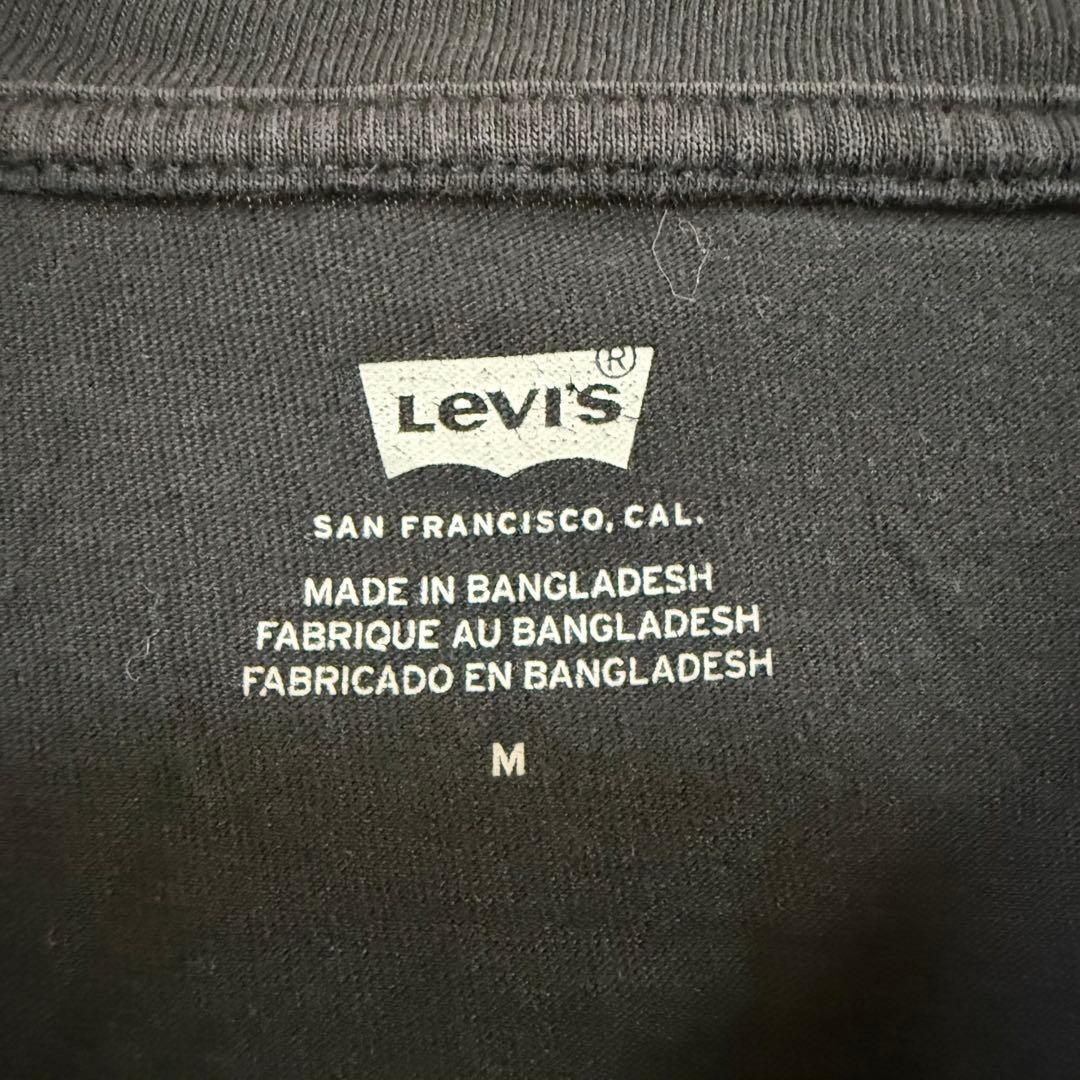 LEVI'S®
SAN FRANCISCO, CAL.
MADE IN BANGLADESH
FABRIQUE AU BANGLADESH
FABRICADO EN BANGLADESH
M